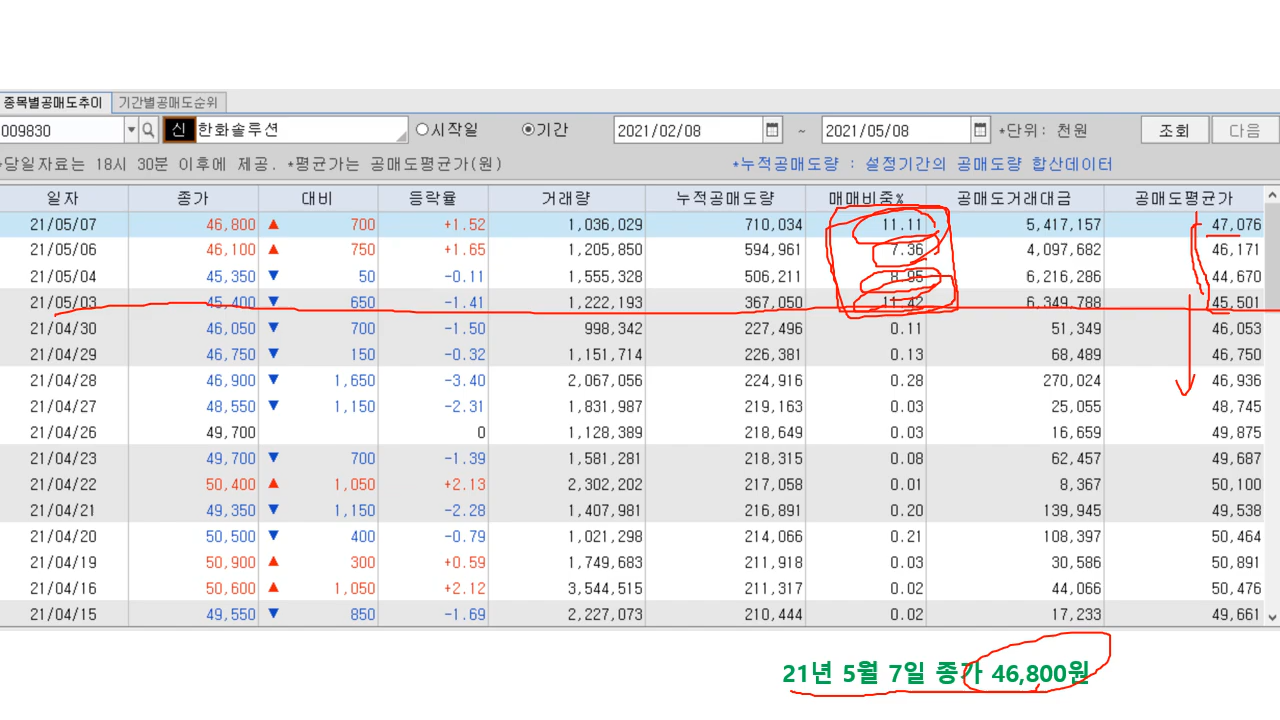 종목별공매도추이 기간별공매도순위
009830 신 한화솔루션 시작일 기간 2021/02/08 ~ 2021/05/08 *단위: 천원 조회 다음
*당일자료는 18시 30분 이후에 제공. *평균가는 공매도평균가(원) *누적공매도량 : 설정기간의 공매도량 합산데이터
일자 종가 대비 등락율 거래량 누적공매도량 매매비중% 공매도거래대금 공매도평균가
21/05/07 46,800 ▲ 700 +1.52 1,036,029 710,034 11.11 5,417,157 47,076
21/05/06 46,100 ▲ 750 +1.65 1,205,850 594,961 7.36 4,097,682 46,171
21/05/04 45,350 ▼ 50 -0.11 1,555,328 506,211 8.95 6,216,286 44,670
21/05/03 45,400 ▼ 650 -1.41 1,222,193 367,050 11.42 6,349,788 45,501
21/04/30 46,050 ▼ 700 -1.50 998,342 227,496 0.11 51,349 46,053
21/04/29 46,750 ▼ 150 -0.32 1,151,714 226,381 0.13 68,489 46,750
21/04/28 46,900 ▼ 1,650 -3.40 2,067,056 224,916 0.28 270,024 46,936
21/04/27 48,550 ▼ 1,150 -2.31 1,831,987 219,163 0.03 25,055 48,745
21/04/26 49,700 0 1,128,389 218,649 0.03 16,659 49,875
21/04/23 49,700 ▼ 700 -1.39 1,581,281 218,315 0.08 62,457 49,687
21/04/22 50,400 ▲ 1,050 +2.13 2,302,202 217,058 0.01 8,367 50,100
21/04/21 49,350 ▼ 1,150 -2.28 1,407,981 216,891 0.20 139,945 49,538
21/04/20 50,500 ▼ 400 -0.79 1,021,298 214,066 0.21 108,397 50,464
21/04/19 50,900 ▲ 300 +0.59 1,749,683 211,918 0.03 30,586 50,891
21/04/16 50,600 ▲ 1,050 +2.12 3,544,515 211,317 0.02 44,066 50,476
21/04/15 49,550 ▼ 850 -1.69 2,227,073 210,444 0.02 17,233 49,661
21년 5월 7일 종가 46,800원